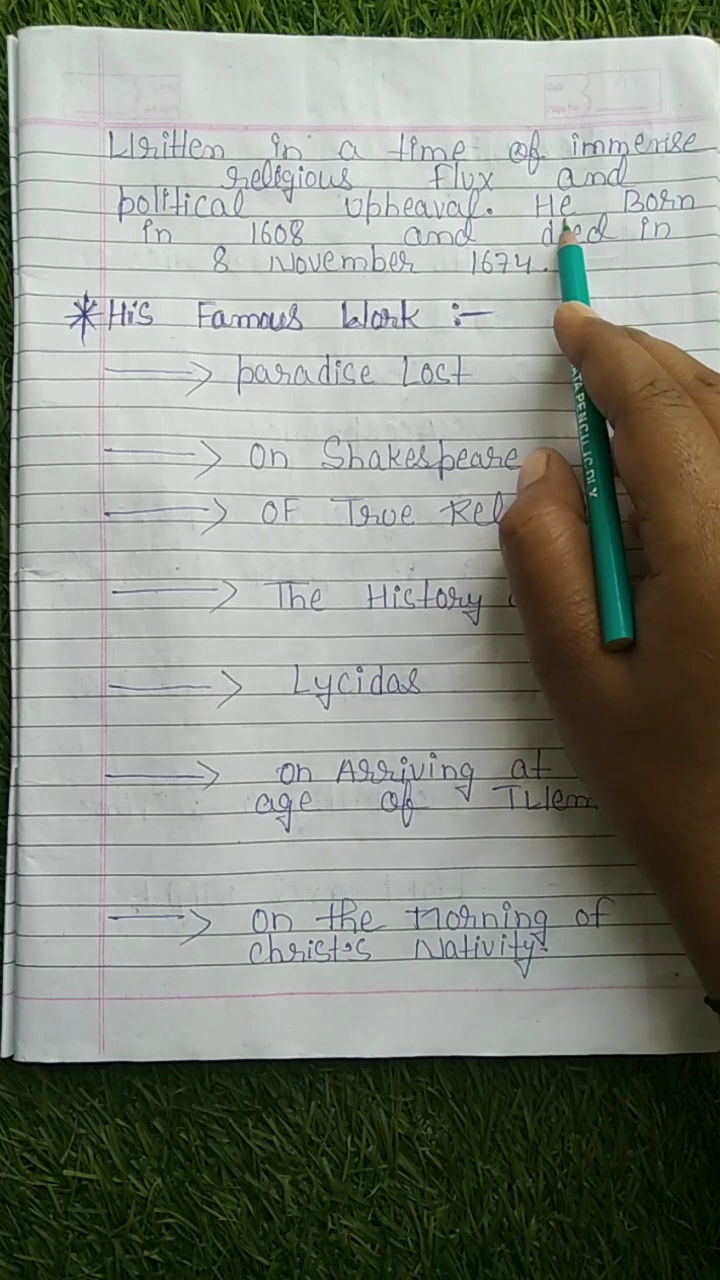 Written in a time of immense
religious flux and
political upheaval. He Born
in 1608 and died in
8 November 1674.
* His Famous Work :-
→ Paradise Lost
→ on Shakespeare
→ OF True Rel
→ The History
→ Lycidas
→ on Arriving at
age of
→ on the Morning of
Christ's Nativity.